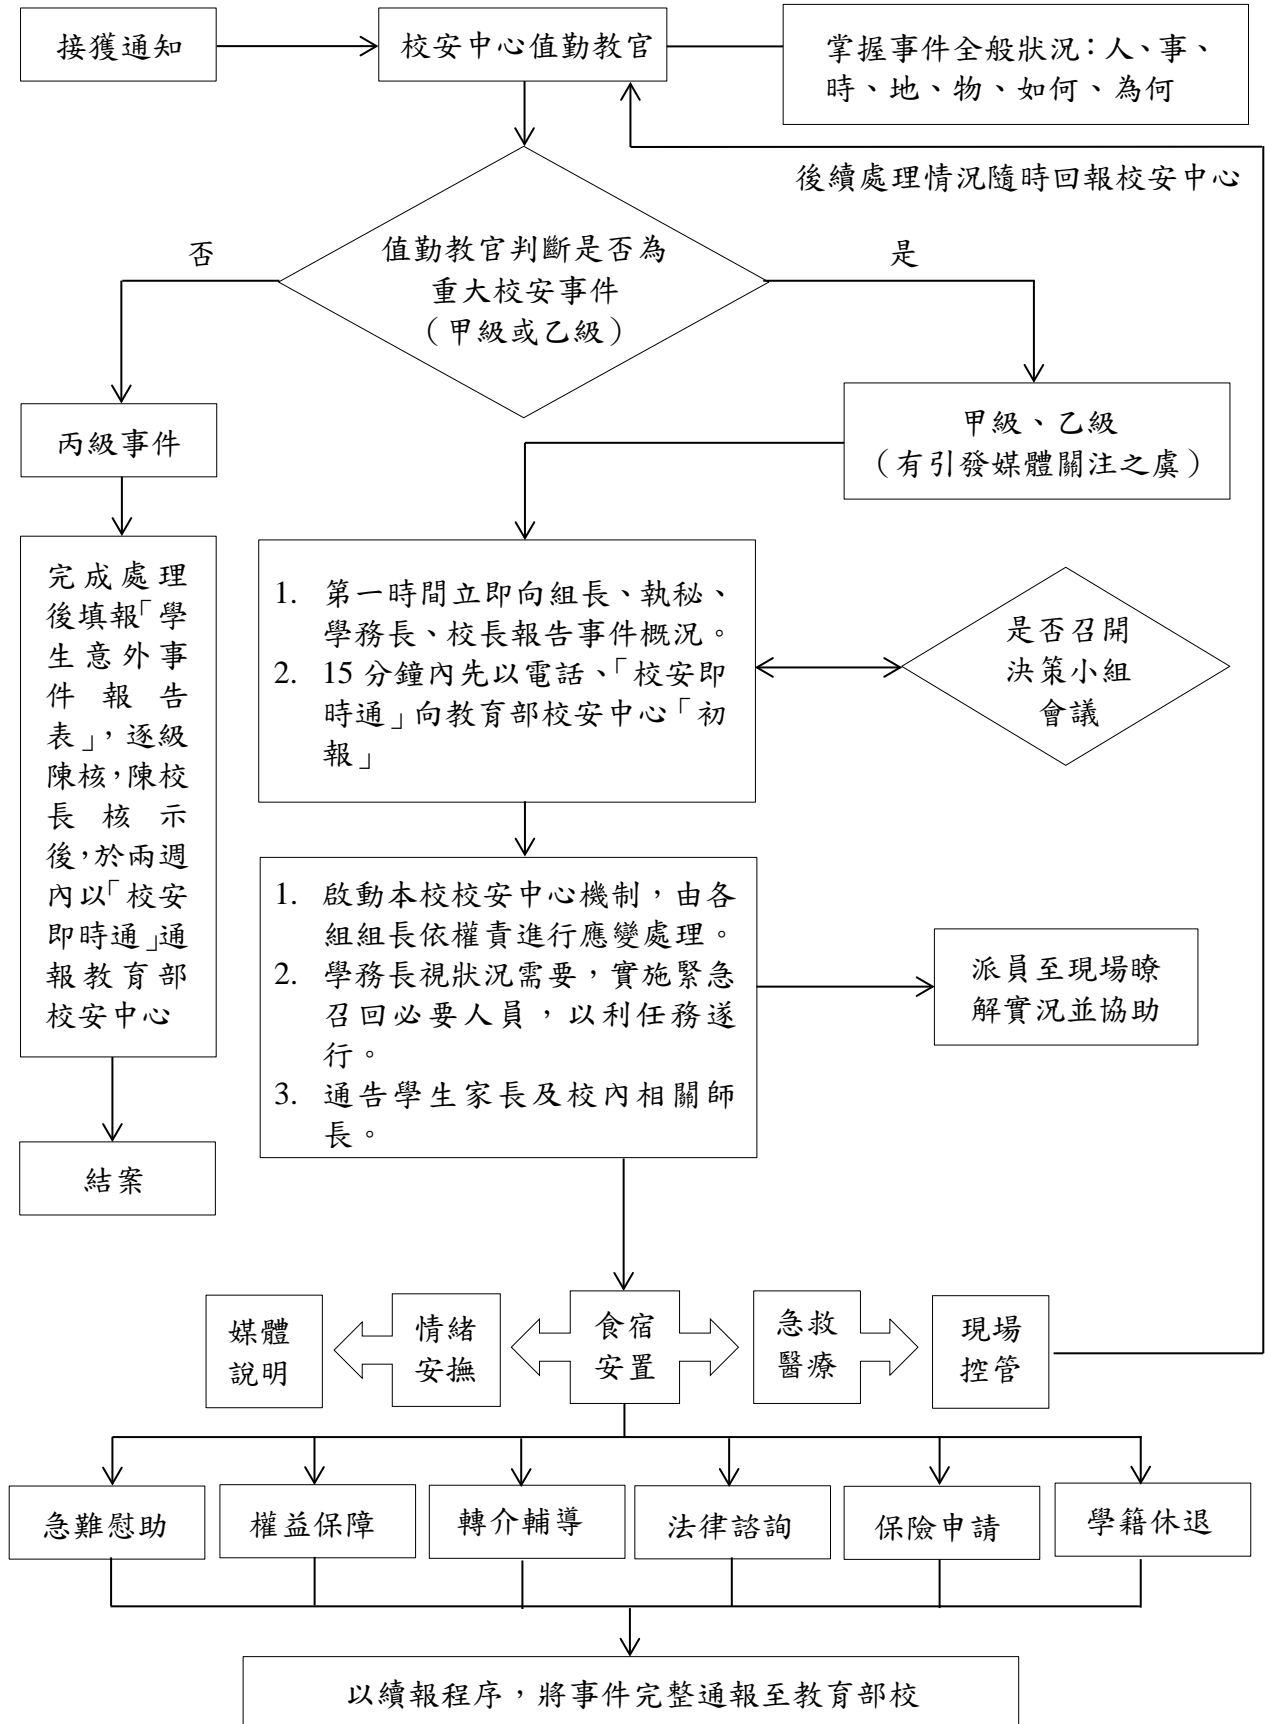 接獲通知
校安中心值勤教官
掌握事件全般狀況：人、事、
時、地、物、如何、為何
後續處理情況隨時回報校安中心
否
值勤教官判斷是否為
重大校安事件
（甲級或乙級）
是
丙級事件
甲級、乙級
（有引發媒體關注之虞）
完成處理
後填報「學
生意外事
件報告
表」，逐級
陳核，陳校
長核示
後，於兩週
內以「校安
即時通」通
報教育部
校安中心
結案
1. 第一時間立即向組長、執秘、
學務長、校長報告事件概況。
2. 15 分鐘內先以電話、「校安即
時通」向教育部校安中心「初
報」
是否召開
決策小組
會議
1. 啟動本校校安中心機制，由各
組組長依權責進行應變處理。
2. 學務長視狀況需要，實施緊急
召回必要人員，以利任務遂
行。
3. 通告學生家長及校內相關師
長。
派員至現場瞭
解實況並協助
媒體
說明
情緒
安撫
食宿
安置
急救
醫療
現場
控管
急難慰助
權益保障
轉介輔導
法律諮詢
保險申請
學籍休退
以續報程序，將事件完整通報至教育部校